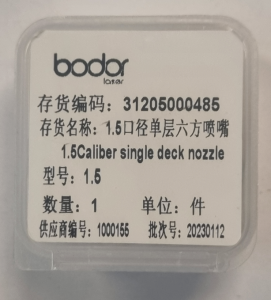 bodor
laser
存货编码：31205000485
存货名称：1.5口径单层六方喷嘴
1.5Caliber single deck nozzle
型号：1.5
数量：1 单位：件
供应商编号：1000155 批次号：20230112